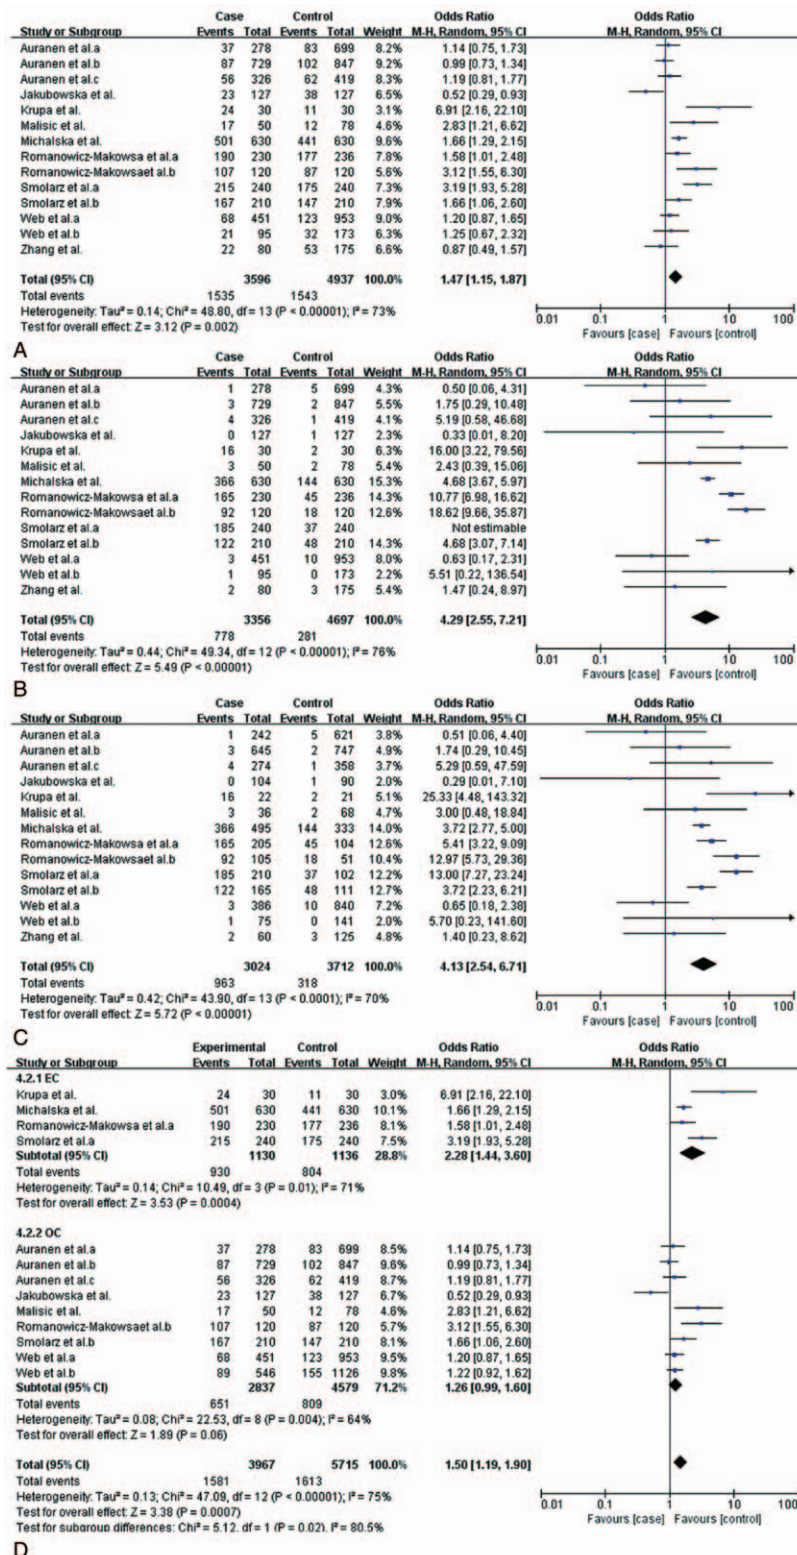 Case Control Odds Ratio Odds Ratio
Study or Subgroup Events Total Events Total Weight M-H, Random, 95% CI M-H, Random, 95% CI
Auranen et al.a 37 278 83 699 8.2% 1.14 [0.75, 1.73]
Auranen et al.b 87 729 102 847 9.2% 0.99 [0.73, 1.34]
Auranen et al.c 56 326 62 419 8.5% 1.19 [0.81, 1.77]
Jakubowska et al. 23 127 38 127 6.6% 0.52 [0.29, 0.93]
Krupa et al. 24 30 11 30 3.1% 6.91 [2.16, 22.10]
Malisic et al. 17 50 12 78 4.6% 2.83 [1.21, 6.62]
Michalska et al. 501 630 441 630 9.6% 1.66 [1.29, 2.15]
Romanowicz-Makowsa et al.a 190 230 177 236 7.8% 1.58 [1.01, 2.48]
Romanowicz-Makowsaet al.b 107 120 87 120 5.9% 3.12 [1.55, 6.30]
Smolarz et al.a 215 240 175 240 7.3% 3.19 [1.93, 5.28]
Smolarz et al.b 167 210 147 210 7.7% 1.66 [1.06, 2.60]
Web et al.a 68 451 123 953 9.0% 1.20 [0.87, 1.65]
Web et al.b 21 95 32 173 6.2% 1.25 [0.67, 2.32]
Zhang et al. 22 80 53 175 6.6% 0.87 [0.49, 1.57]
Total (95% CI) 3596 4937 100.0% 1.47 [1.15, 1.87]
Total events 1535 1543
Heterogeneity: Tau² = 0.14; Chi² = 48.80, df = 13 (P < 0.00001); I² = 73%
Test for overall effect: Z = 3.12 (P = 0.002)
0.01 0.1 1 10 100
Favours [case] Favours [control]
A
Case Control Odds Ratio Odds Ratio
Study or Subgroup Events Total Events Total Weight M-H, Random, 95% CI M-H, Random, 95% CI
Auranen et al.a 1 278 5 699 4.3% 0.50 [0.06, 4.31]
Auranen et al.b 3 729 2 847 5.5% 1.75 [0.29, 10.48]
Auranen et al.c 4 326 1 419 4.1% 5.19 [0.58, 46.68]
Jakubowska et al. 0 127 1 127 2.3% 0.33 [0.01, 8.20]
Krupa et al. 16 30 2 30 6.3% 16.00 [3.22, 79.56]
Malisic et al. 3 50 2 78 5.4% 2.43 [0.39, 15.06]
Michalska et al. 366 630 144 630 15.3% 4.68 [3.67, 5.97]
Romanowicz-Makowsa et al.a 165 230 45 236 14.3% 10.77 [6.98, 16.62]
Romanowicz-Makowsaet al.b 92 120 18 120 12.6% 18.62 [9.66, 35.87]
Smolarz et al.a 185 240 37 240 Not estimable
Smolarz et al.b 122 210 48 210 14.3% 4.68 [3.07, 7.14]
Web et al.a 3 451 10 953 8.0% 0.63 [0.17, 2.31]
Web et al.b 1 95 0 173 2.2% 5.51 [0.22, 136.54]
Zhang et al. 2 80 3 175 5.4% 1.47 [0.24, 8.97]
Total (95% CI) 3356 4697 100.0% 4.29 [2.55, 7.21]
Total events 778 281
Heterogeneity: Tau² = 0.44; Chi² = 49.34, df = 12 (P < 0.00001); I² = 76%
Test for overall effect: Z = 5.49 (P < 0.00001)
0.01 0.1 1 10 100
Favours [case] Favours [control]
B
Case Control Odds Ratio Odds Ratio
Study or Subgroup Events Total Events Total Weight M-H, Random, 95% CI M-H, Random, 95% CI
Auranen et al.a 1 242 5 621 3.8% 0.51 [0.06, 4.40]
Auranen et al.b 3 645 2 747 4.9% 1.74 [0.29, 10.45]
Auranen et al.c 4 274 1 358 3.7% 5.29 [0.59, 47.59]
Jakubowska et al. 0 104 1 90 2.0% 0.29 [0.01, 7.10]
Krupa et al. 16 22 2 21 5.1% 25.33 [4.48, 143.32]
Malisic et al. 3 36 2 68 4.7% 3.00 [0.48, 18.84]
Michalska et al. 366 495 144 333 14.0% 3.72 [2.77, 5.00]
Romanowicz-Makowsa et al.a 165 205 45 104 12.6% 5.41 [3.22, 9.09]
Romanowicz-Makowsaet al.b 92 105 18 51 10.4% 12.97 [5.73, 29.36]
Smolarz et al.a 185 210 37 102 12.2% 13.00 [7.27, 23.24]
Smolarz et al.b 122 165 48 111 12.7% 3.72 [2.23, 6.21]
Web et al.a 3 386 10 840 7.1% 0.65 [0.18, 2.38]
Web et al.b 1 75 0 141 2.0% 5.70 [0.23, 141.60]
Zhang et al. 2 60 3 125 4.8% 1.40 [0.23, 8.62]
Total (95% CI) 3024 3712 100.0% 4.13 [2.54, 6.71]
Total events 963 318
Heterogeneity: Tau² = 0.42; Chi² = 43.90, df = 13 (P < 0.0001); I² = 70%
Test for overall effect: Z = 5.72 (P < 0.00001)
0.01 0.1 1 10 100
Favours [case] Favours [control]
C
Experimental Control Odds Ratio Odds Ratio
Study or Subgroup Events Total Events Total Weight M-H, Random, 95% CI M-H, Random, 95% CI
4.2.1 EC
Krupa et al. 24 30 11 30 3.0% 6.91 [2.16, 22.10]
Michalska et al. 501 630 441 630 10.1% 1.66 [1.29, 2.15]
Romanowicz-Makowsa et al.a 190 230 177 236 8.1% 1.58 [1.01, 2.48]
Smolarz et al.a 215 240 175 240 7.5% 3.19 [1.93, 5.28]
Subtotal (95% CI) 1130 1136 28.8% 2.28 [1.44, 3.60]
Total events 930 804
Heterogeneity: Tau² = 0.14; Chi² = 10.49, df = 3 (P = 0.01); I² = 71%
Test for overall effect: Z = 3.53 (P = 0.0004)
4.2.2 OC
Auranen et al.a 37 278 83 699 8.5% 1.14 [0.75, 1.73]
Auranen et al.b 87 729 102 847 9.6% 0.99 [0.73, 1.34]
Auranen et al.c 56 326 62 419 8.8% 1.19 [0.81, 1.77]
Jakubowska et al. 23 127 38 127 6.7% 0.52 [0.29, 0.93]
Malisic et al. 17 50 12 78 4.6% 2.83 [1.21, 6.62]
Romanowicz-Makowsaet al.b 107 120 87 120 5.7% 3.12 [1.55, 6.30]
Smolarz et al.b 167 210 147 210 8.1% 1.66 [1.06, 2.60]
Web et al.a 68 451 123 953 9.5% 1.20 [0.87, 1.65]
Web et al.b 89 546 155 1126 9.8% 1.22 [0.92, 1.62]
Subtotal (95% CI) 2837 4579 71.2% 1.26 [0.99, 1.60]
Total events 651 809
Heterogeneity: Tau² = 0.08; Chi² = 22.53, df = 8 (P = 0.004); I² = 64%
Test for overall effect: Z = 1.89 (P = 0.06)
Total (95% CI) 3967 5715 100.0% 1.50 [1.19, 1.90]
Total events 1581 1613
Heterogeneity: Tau² = 0.13; Chi² = 47.09, df = 12 (P < 0.00001); I² = 75%
Test for overall effect: Z = 3.38 (P = 0.0007)
Test for subgroup differences: Chi² = 5.12, df = 1 (P = 0.02), I² = 80.5%
0.01 0.1 1 10 100
Favours [case] Favours [control]
D